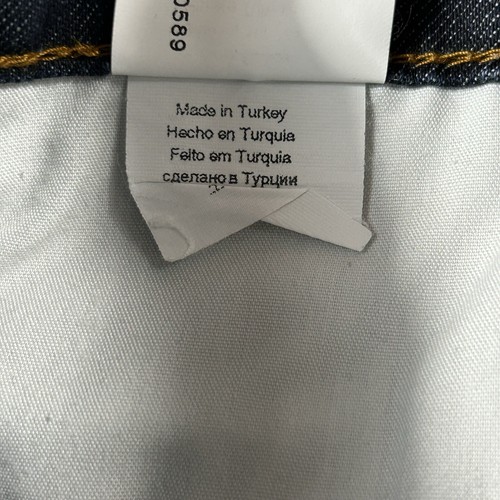 0589
Made in Turkey
Hecho en Turquia
Feito em Turquia
сделано в Турции